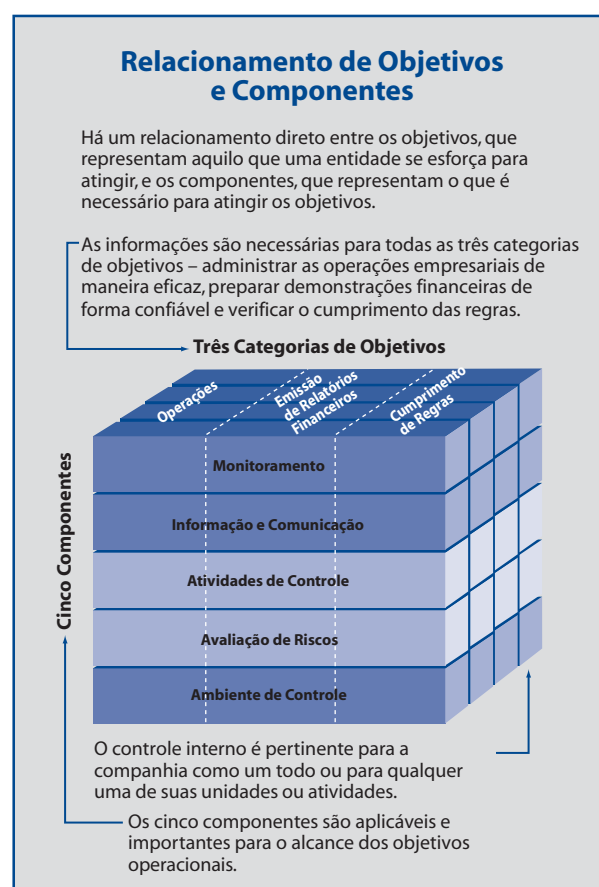 Relacionamento de Objetivos
e Componentes
Há um relacionamento direto entre os objetivos, que
representam aquilo que uma entidade se esforça para
atingir, e os componentes, que representam o que é
necessário para atingir os objetivos.
As informações são necessárias para todas as três categorias
de objetivos – administrar as operações empresariais de
maneira eficaz, preparar demonstrações financeiras de
forma confiável e verificar o cumprimento das regras.
Três Categorias de Objetivos
Operações
Emissão
de Relatórios
Financeiros
Cumprimento
de Regras
Cinco Componentes
Monitoramento
Informação e Comunicação
Atividades de Controle
Avaliação de Riscos
Ambiente de Controle
O controle interno é pertinente para a
companhia como um todo ou para qualquer
uma de suas unidades ou atividades.
Os cinco componentes são aplicáveis e
importantes para o alcance dos objetivos
operacionais.